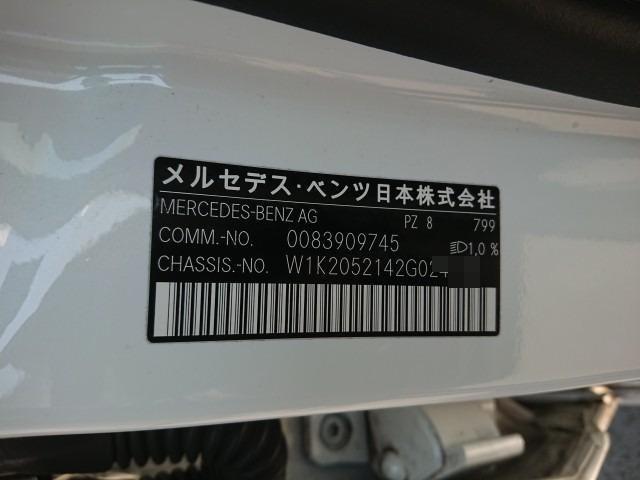 メルセデス・ベンツ日本株式会社
MERCEDES-BENZ AG PZ 8 799
COMM.-NO. 0083909745 1,0 %
CHASSIS.-NO. W1K2052142G024